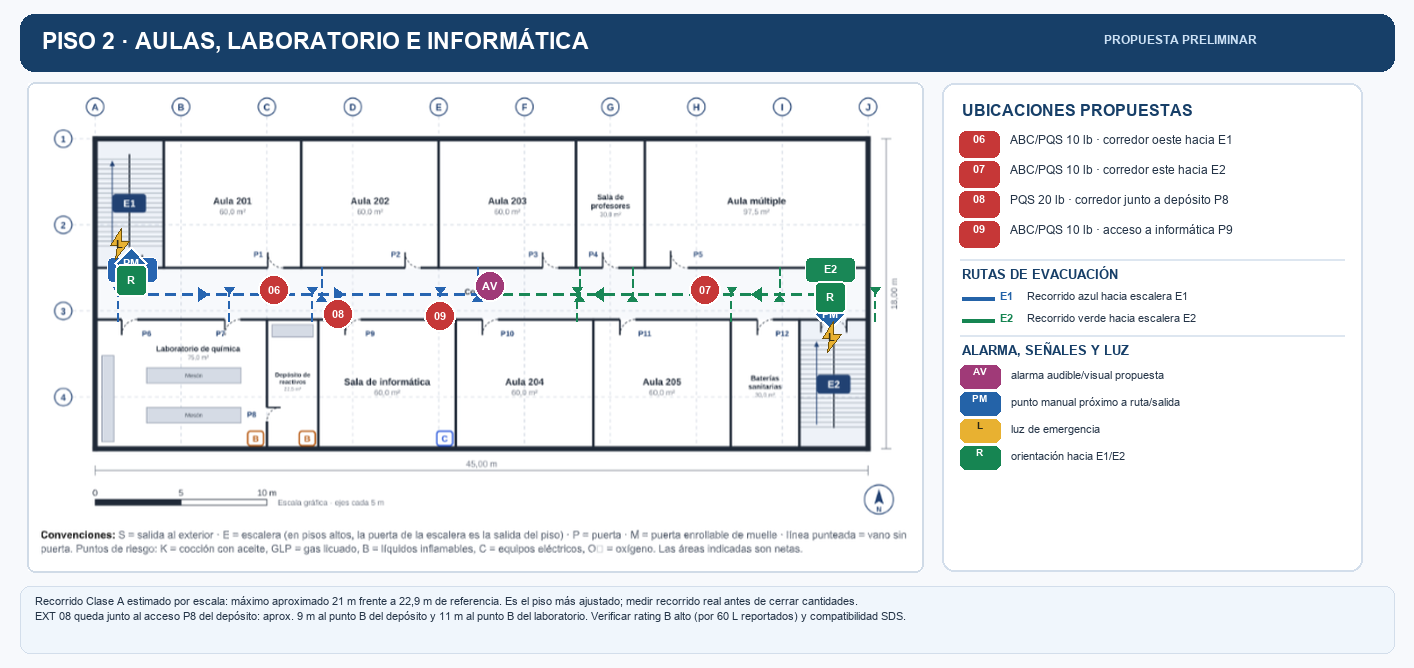 PISO 2 · AULAS, LABORATORIO E INFORMÁTICA
PROPUESTA PRELIMINAR
A B C D E F G H I J
1
2
3
4
E1
Aula 201
60,0 m²
Aula 202
60,0 m²
Aula 203
60,0 m²
Sala de
profesores
Aula múltiple
97,5 m²
P1 P2 P3 P4 P5
PM
R
06
08
09
AV
07
E2
R
PM
18,00 m
P6 P7 P9 P10 P11 P12
Laboratorio de química
75,0 m²
Mesón
Mesón
P8
Depósito de
reactivos
Sala de informática
60,0 m²
Aula 204
60,0 m²
Aula 205
60,0 m²
Baterías
sanitarias
E2
B
B
C
45,00 m
0 5 10 m
Escala gráfica · ejes cada 5 m
N
Convenciones: S = salida al exterior · E = escalera (en pisos altos, la puerta de la escalera es la salida del piso) · P = puerta · M = puerta enrollable de muelle · línea punteada = vano sin
puerta. Puntos de riesgo: K = cocción con aceite, GLP = gas licuado, B = líquidos inflamables, C = equipos eléctricos, O□ = oxígeno. Las áreas indicadas son netas.
UBICACIONES PROPUESTAS
06 ABC/PQS 10 lb · corredor oeste hacia E1
07 ABC/PQS 10 lb · corredor este hacia E2
08 PQS 20 lb · corredor junto a depósito P8
09 ABC/PQS 10 lb · acceso a informática P9
RUTAS DE EVACUACIÓN
E1 Recorrido azul hacia escalera E1
E2 Recorrido verde hacia escalera E2
ALARMA, SEÑALES Y LUZ
AV alarma audible/visual propuesta
PM punto manual próximo a ruta/salida
L luz de emergencia
R orientación hacia E1/E2
Recorrido Clase A estimado por escala: máximo aproximado 21 m frente a 22,9 m de referencia. Es el piso más ajustado; medir recorrido real antes de cerrar cantidades.
EXT 08 queda junto al acceso P8 del depósito: aprox. 9 m al punto B del depósito y 11 m al punto B del laboratorio. Verificar rating B alto (por 60 L reportados) y compatibilidad SDS.